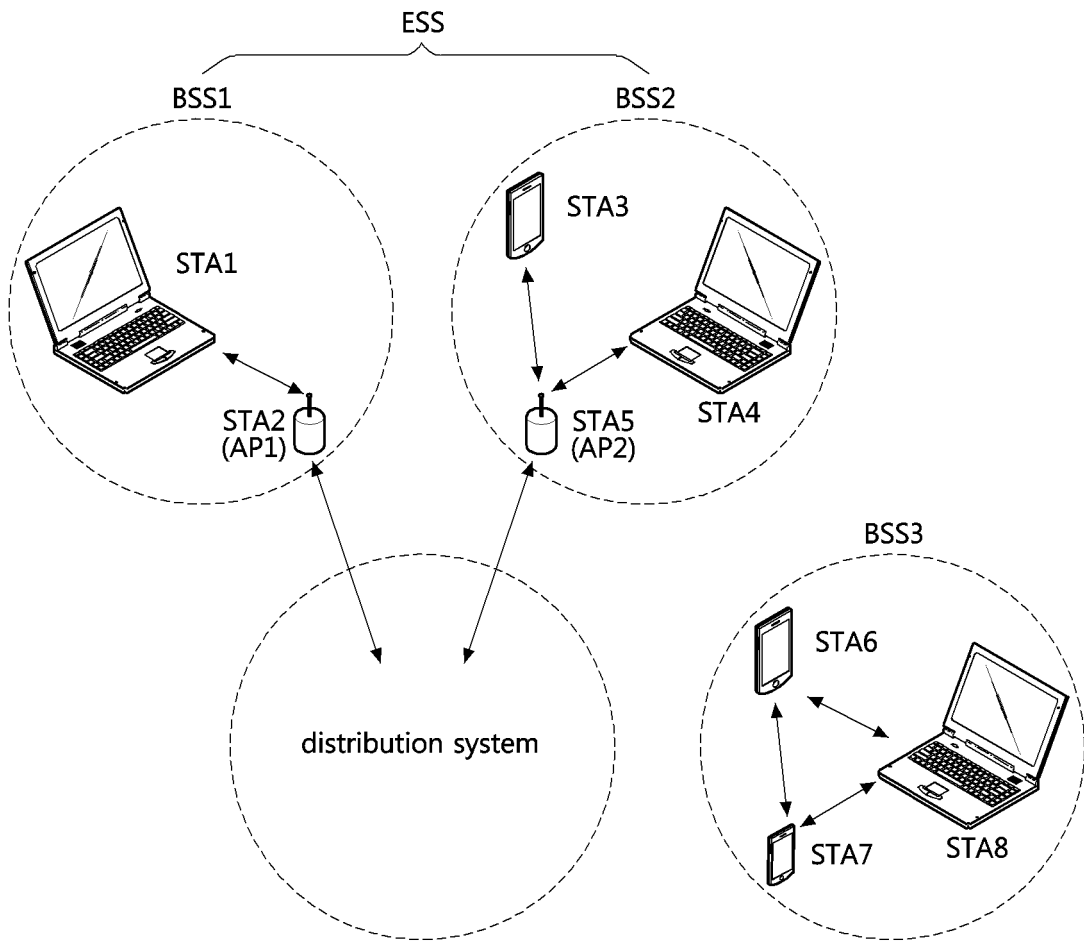 ESS
BSS1
BSS2
STA1
STA3
STA2
(AP1)
STA5
(AP2)
STA4
BSS3
STA6
distribution system
STA7
STA8